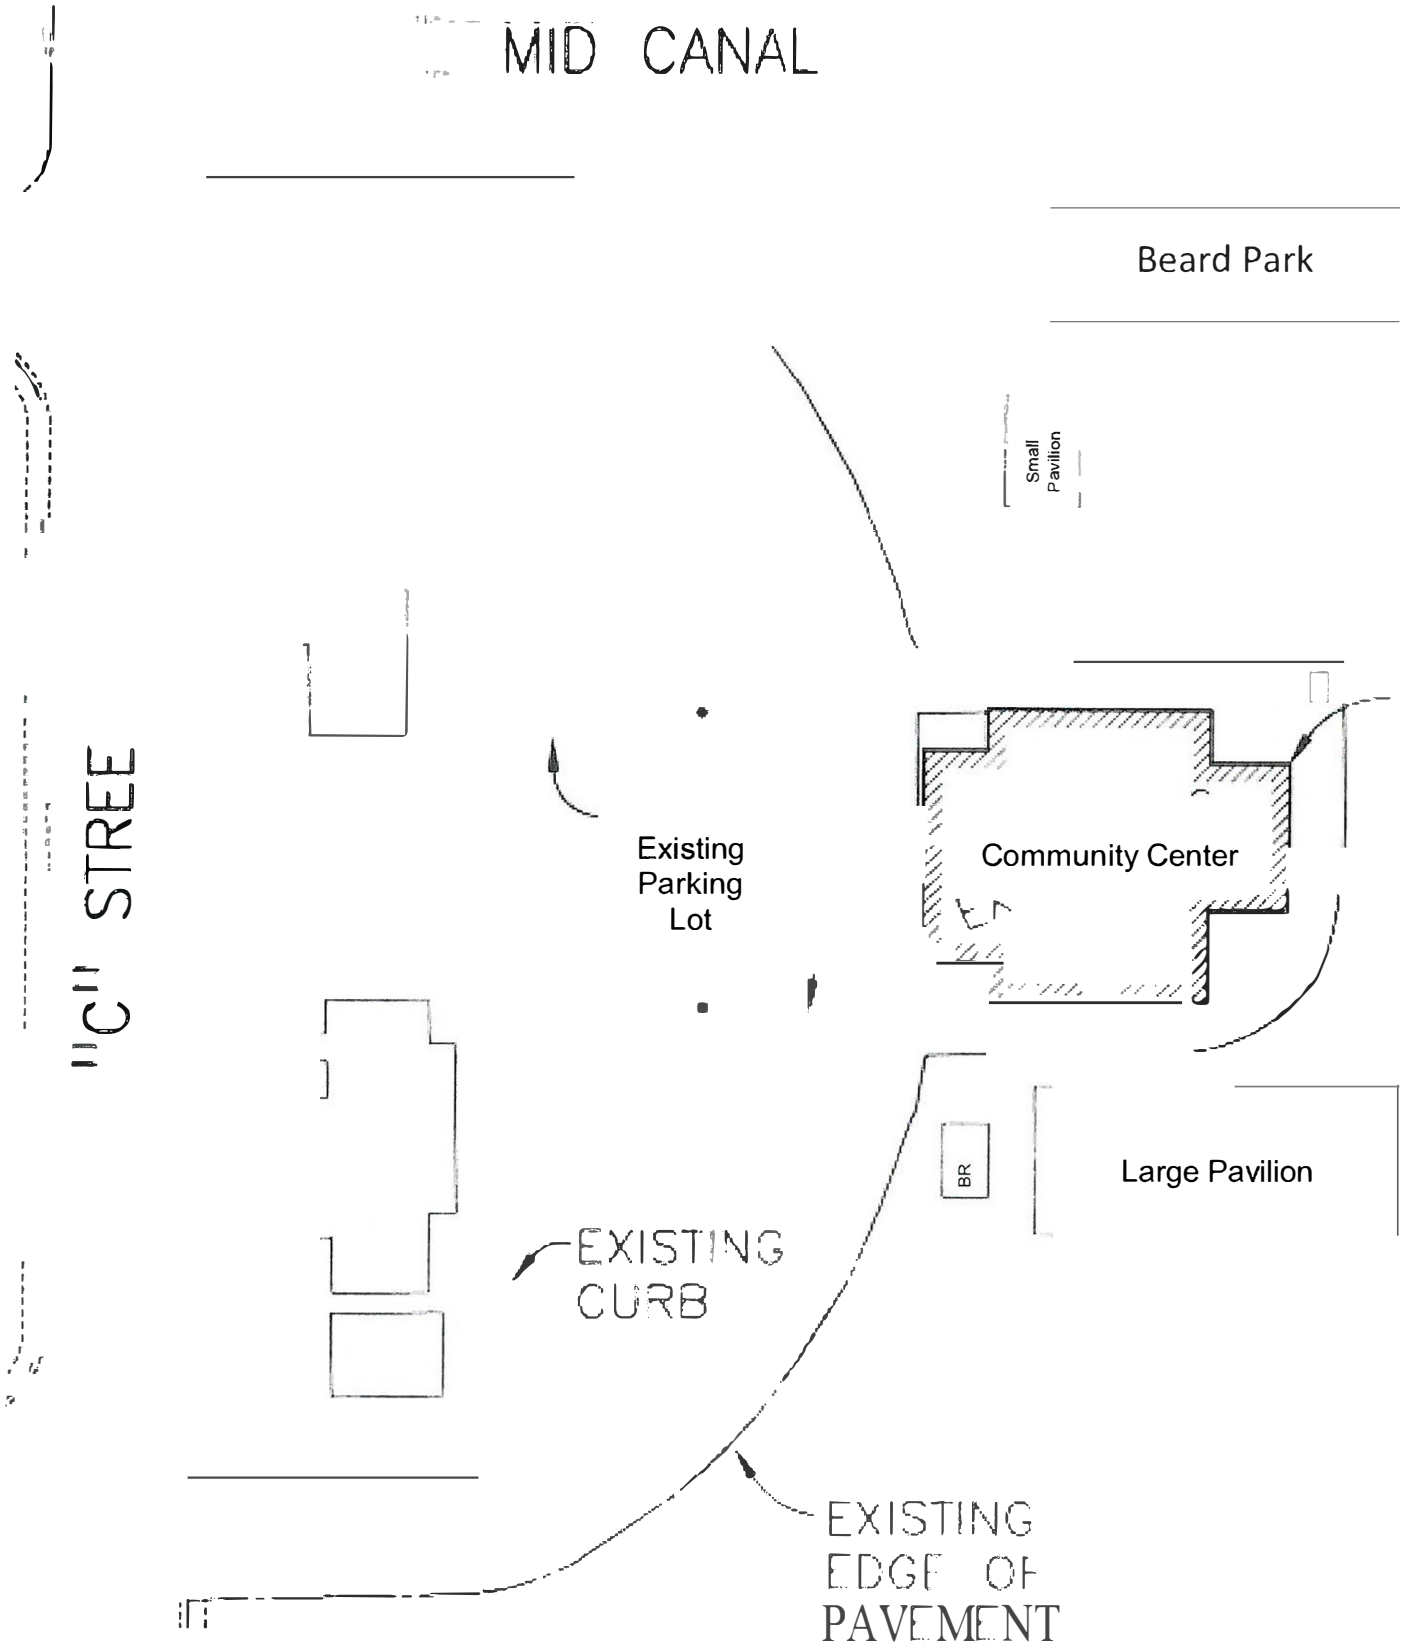 MID CANAL
Beard Park
Small
Pavilion
"C" STREE
Existing
Parking
Lot
Community Center
BR
Large Pavilion
EXISTING
CURB
EXISTING
EDGE OF
PAVEMENT